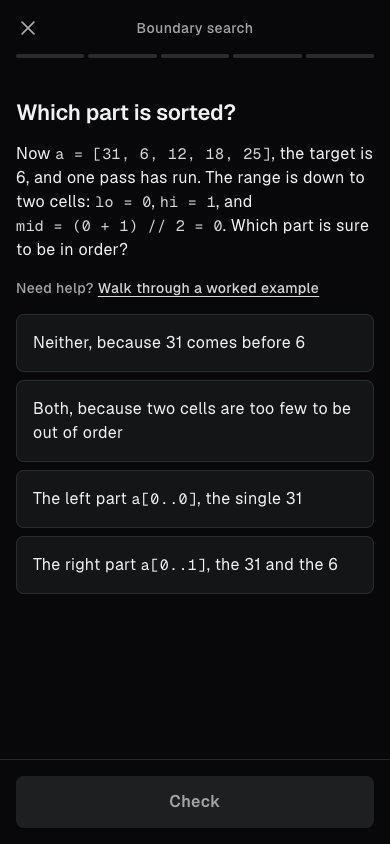 Boundary search
Which part is sorted?
Now a = [31, 6, 12, 18, 25], the target is
6, and one pass has run. The range is down to
two cells: lo = 0, hi = 1, and
mid = (0 + 1) // 2 = 0. Which part is sure
to be in order?
Need help? Walk through a worked example
Neither, because 31 comes before 6
Both, because two cells are too few to be
out of order
The left part a[0..0], the single 31
The right part a[0..1], the 31 and the 6
Check